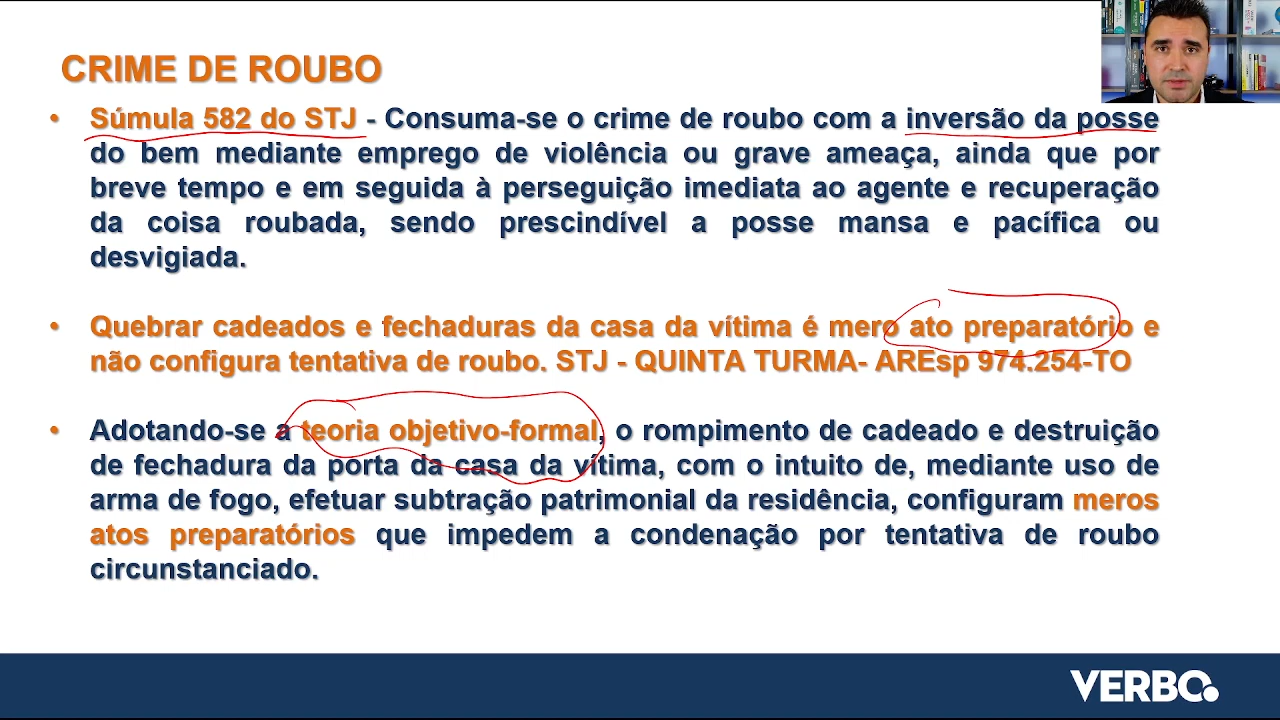 CRIME DE ROUBO
• Súmula 582 do STJ - Consuma-se o crime de roubo com a inversão da posse
do bem mediante emprego de violência ou grave ameaça, ainda que por
breve tempo e em seguida à perseguição imediata ao agente e recuperação
da coisa roubada, sendo prescindível a posse mansa e pacífica ou
desvigiada.
• Quebrar cadeados e fechaduras da casa da vítima é mero ato preparatório e
não configura tentativa de roubo. STJ - QUINTA TURMA- AREsp 974.254-TO
• Adotando-se a teoria objetivo-formal, o rompimento de cadeado e destruição
de fechadura da porta da casa da vítima, com o intuito de, mediante uso de
arma de fogo, efetuar subtração patrimonial da residência, configuram meros
atos preparatórios que impedem a condenação por tentativa de roubo
circunstanciado.
VERBO